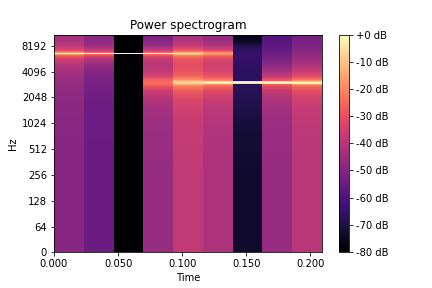 Power spectrogram
Hz
8192
4096
2048
1024
512
256
128
64
0
0.000 0.050 0.100 0.150 0.200
Time
+0 dB
-10 dB
-20 dB
-30 dB
-40 dB
-50 dB
-60 dB
-70 dB
-80 dB